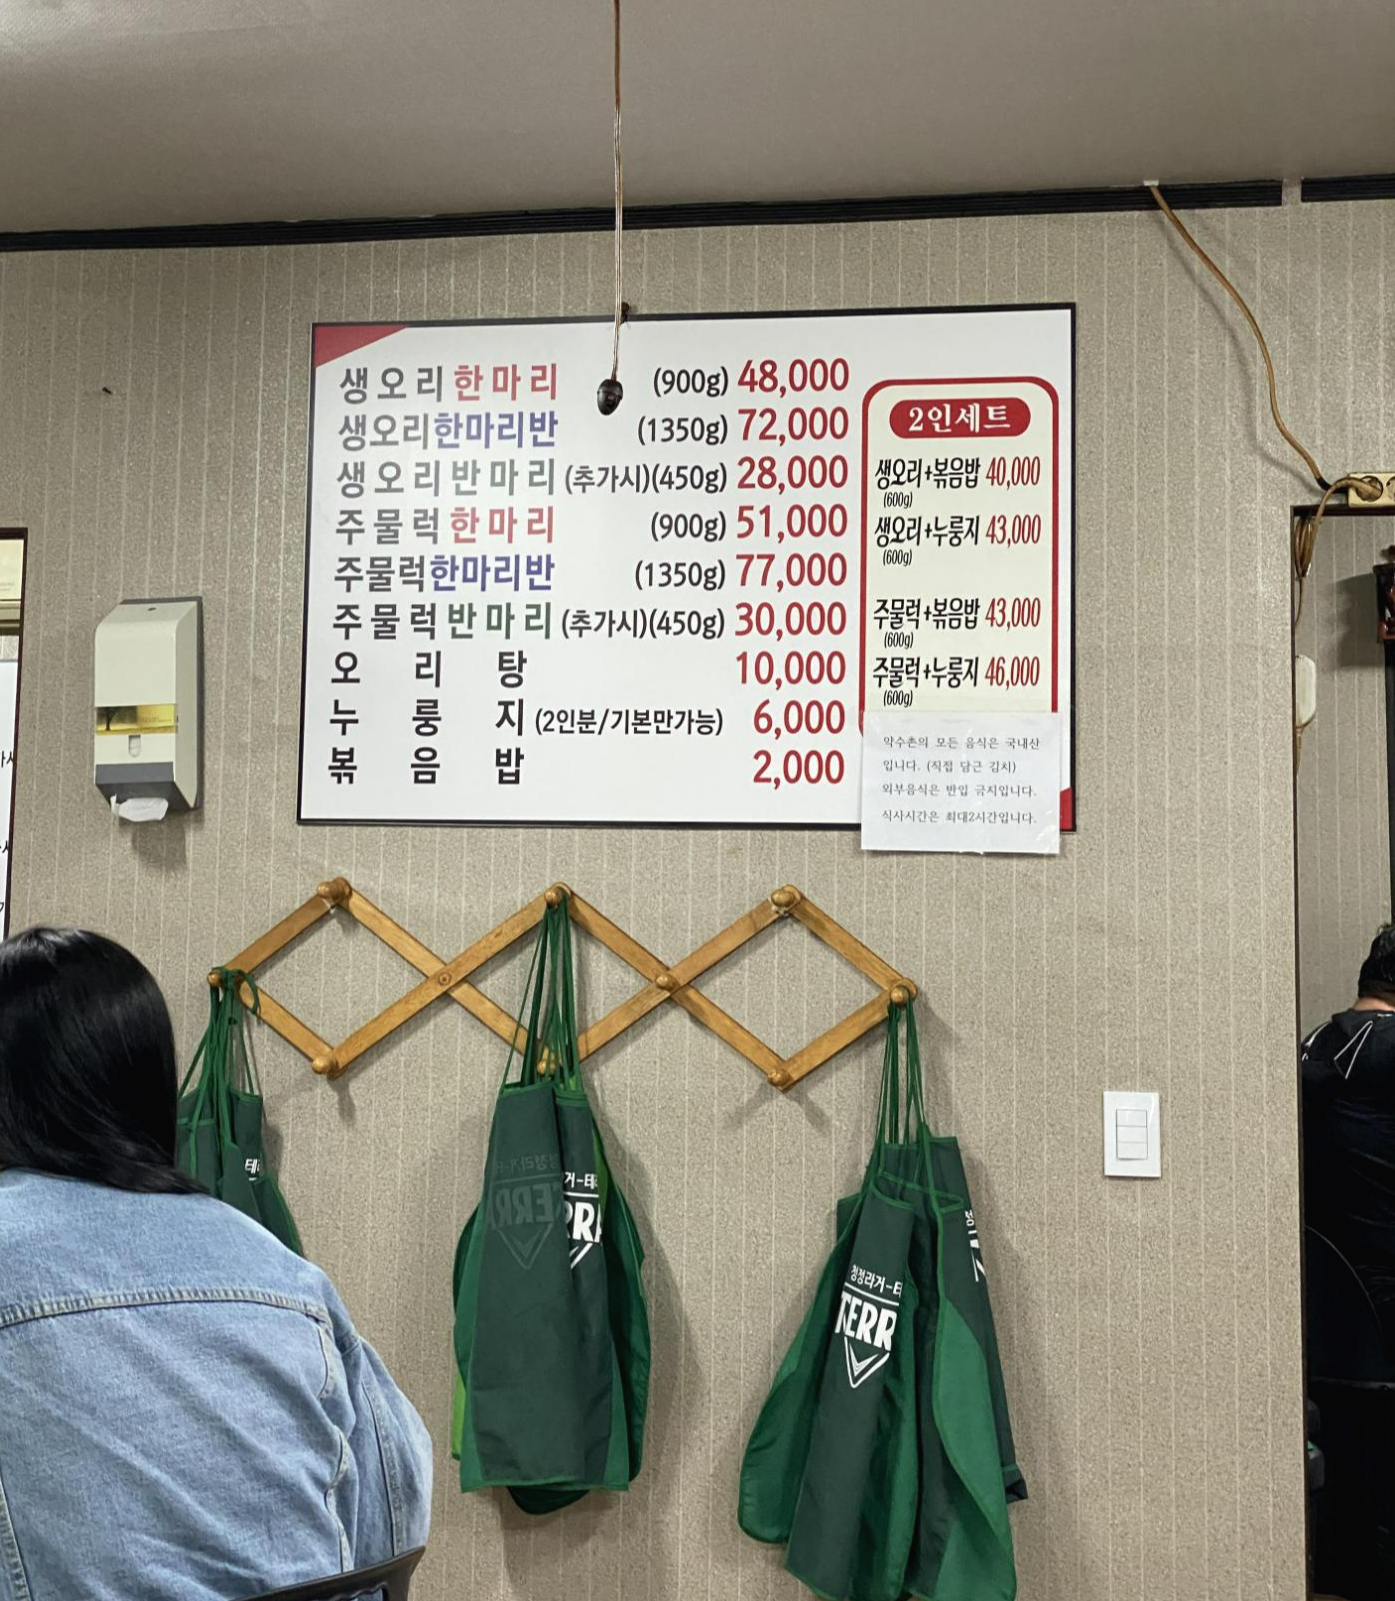 생오리한마리 (900g) 48,000
생오리한마리반 (1350g) 72,000
생오리반마리 (추가시)(450g) 28,000
주물럭한마리 (900g) 51,000
주물럭한마리반 (1350g) 77,000
주물럭반마리 (추가시)(450g) 30,000
오리탕 10,000
누룽지 (2인분/기본만가능) 6,000
볶음밥 2,000
2인세트
생오리+볶음밥 40,000
(600g)
생오리+누룽지 43,000
(600g)
주물럭+볶음밥 43,000
(600g)
주물럭+누룽지 46,000
(600g)
약수촌의 모든 음식은 국내산
입니다. (직접 담근 김치)
외부음식은 반입 금지입니다.
식사시간은 최대2시간입니다.
테
거-테
RRA
청정라거-테
TERR